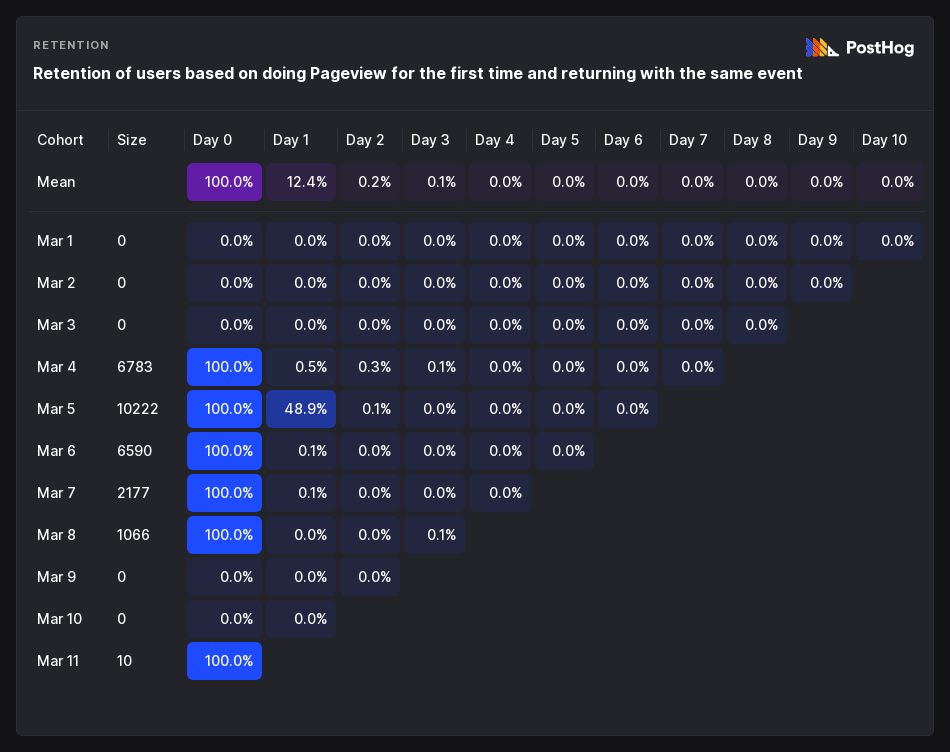 RETENTION
PostHog
Retention of users based on doing Pageview for the first time and returning with the same event
Cohort Size Day 0 Day 1 Day 2 Day 3 Day 4 Day 5 Day 6 Day 7 Day 8 Day 9 Day 10
Mean 100.0% 12.4% 0.2% 0.1% 0.0% 0.0% 0.0% 0.0% 0.0% 0.0% 0.0%
Mar 1 0 0.0% 0.0% 0.0% 0.0% 0.0% 0.0% 0.0% 0.0% 0.0% 0.0% 0.0%
Mar 2 0 0.0% 0.0% 0.0% 0.0% 0.0% 0.0% 0.0% 0.0% 0.0% 0.0%
Mar 3 0 0.0% 0.0% 0.0% 0.0% 0.0% 0.0% 0.0% 0.0% 0.0%
Mar 4 6783 100.0% 0.5% 0.3% 0.1% 0.0% 0.0% 0.0% 0.0%
Mar 5 10222 100.0% 48.9% 0.1% 0.0% 0.0% 0.0% 0.0%
Mar 6 6590 100.0% 0.1% 0.0% 0.0% 0.0% 0.0%
Mar 7 2177 100.0% 0.1% 0.0% 0.0% 0.0%
Mar 8 1066 100.0% 0.0% 0.0% 0.1%
Mar 9 0 0.0% 0.0% 0.0%
Mar 10 0 0.0% 0.0%
Mar 11 10 100.0%